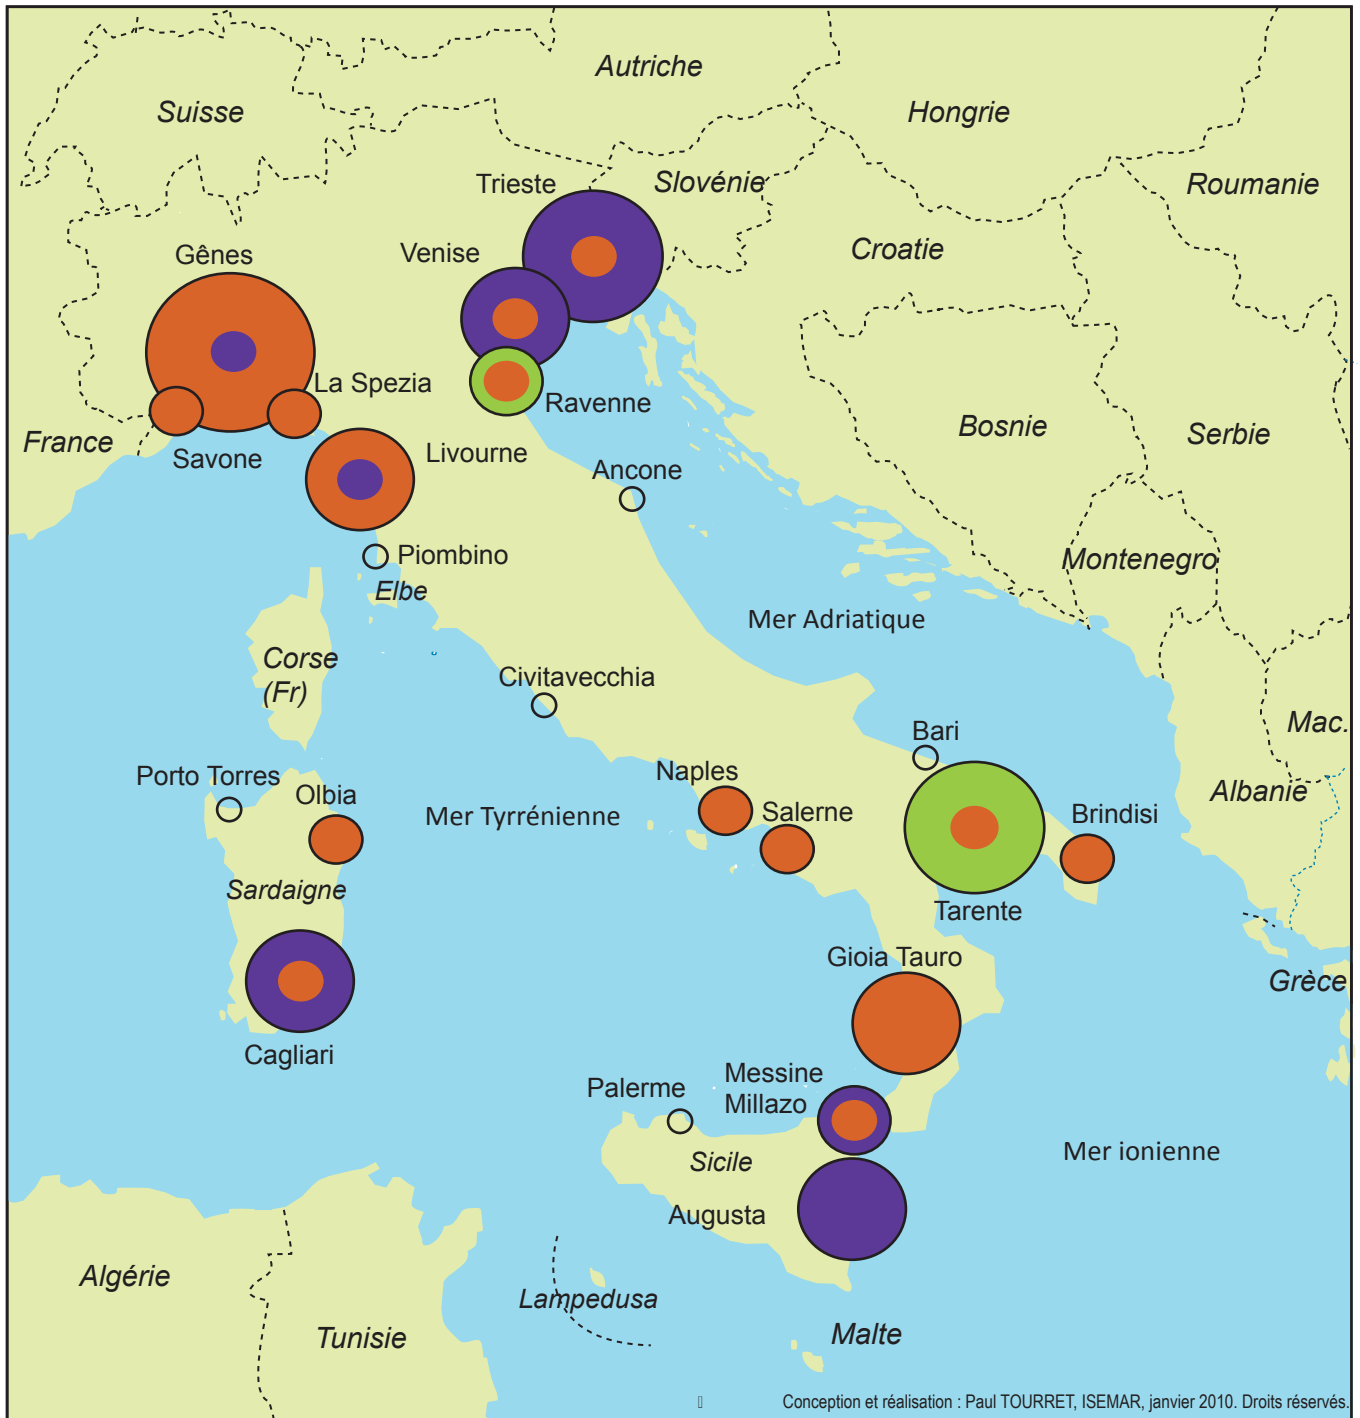 Autriche
Suisse
Hongrie
Trieste
Slovénie
Roumanie
Gênes
Venise
Croatie
La Spezia
Ravenne
France
Savone
Livourne
Bosnie
Serbie
Ancone
Piombino
Elbe
Montenegro
Mer Adriatique
Corse
(Fr)
Civitavecchia
Mac.
Bari
Porto Torres
Olbia
Naples
Salerne
Mer Tyrrénienne
Albanie
Brindisi
Sardaigne
Tarente
Gioia Tauro
Grèce
Cagliari
Messine
Millazo
Palerme
Sicile
Mer ionienne
Augusta
Algérie
Lampedusa
Tunisie
Malte
Conception et réalisation : Paul TOURRET, ISEMAR, janvier 2010. Droits réservés.